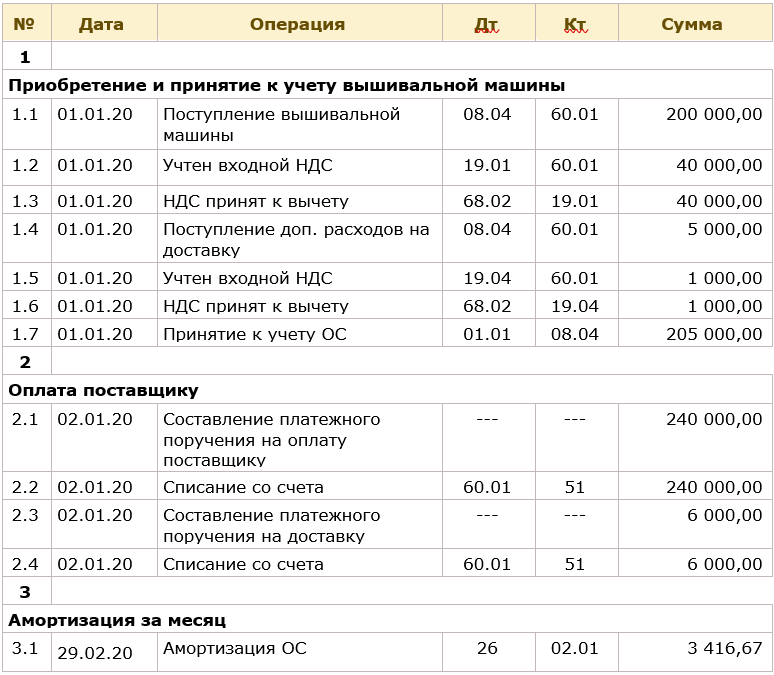 № Дата Операция Дт Кт Сумма
1
Приобретение и принятие к учету вышивальной машины
1.1 01.01.20 Поступление вышивальной 08.04 60.01 200 000,00
машины
1.2 01.01.20 Учтен входной НДС 19.01 60.01 40 000,00
1.3 01.01.20 НДС принят к вычету 68.02 19.01 40 000,00
1.4 01.01.20 Поступление доп. расходов на 08.04 60.01 5 000,00
доставку
1.5 01.01.20 Учтен входной НДС 19.04 60.01 1 000,00
1.6 01.01.20 НДС принят к вычету 68.02 19.04 1 000,00
1.7 01.01.20 Принятие к учету ОС 01.01 08.04 205 000,00
2
Оплата поставщику
2.1 02.01.20 Составление платежного --- --- 240 000,00
поручения на оплату
поставщику
2.2 02.01.20 Списание со счета 60.01 51 240 000,00
2.3 02.01.20 Составление платежного --- --- 6 000,00
поручения на доставку
2.4 02.01.20 Списание со счета 60.01 51 6 000,00
3
Амортизация за месяц
3.1 29.02.20 Амортизация ОС 26 02.01 3 416,67